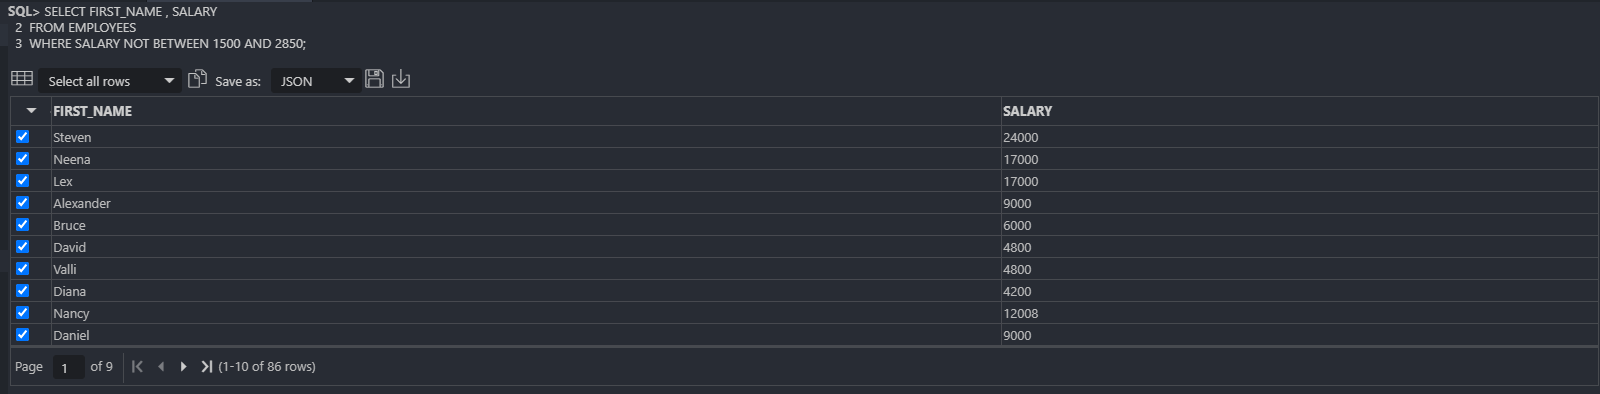 SQL> SELECT FIRST_NAME , SALARY
2 FROM EMPLOYEES
3 WHERE SALARY NOT BETWEEN 1500 AND 2850;
Select all rows Save as: JSON
FIRST_NAME SALARY
Steven 24000
Neena 17000
Lex 17000
Alexander 9000
Bruce 6000
David 4800
Valli 4800
Diana 4200
Nancy 12008
Daniel 9000
Page 1 of 9 (1-10 of 86 rows)